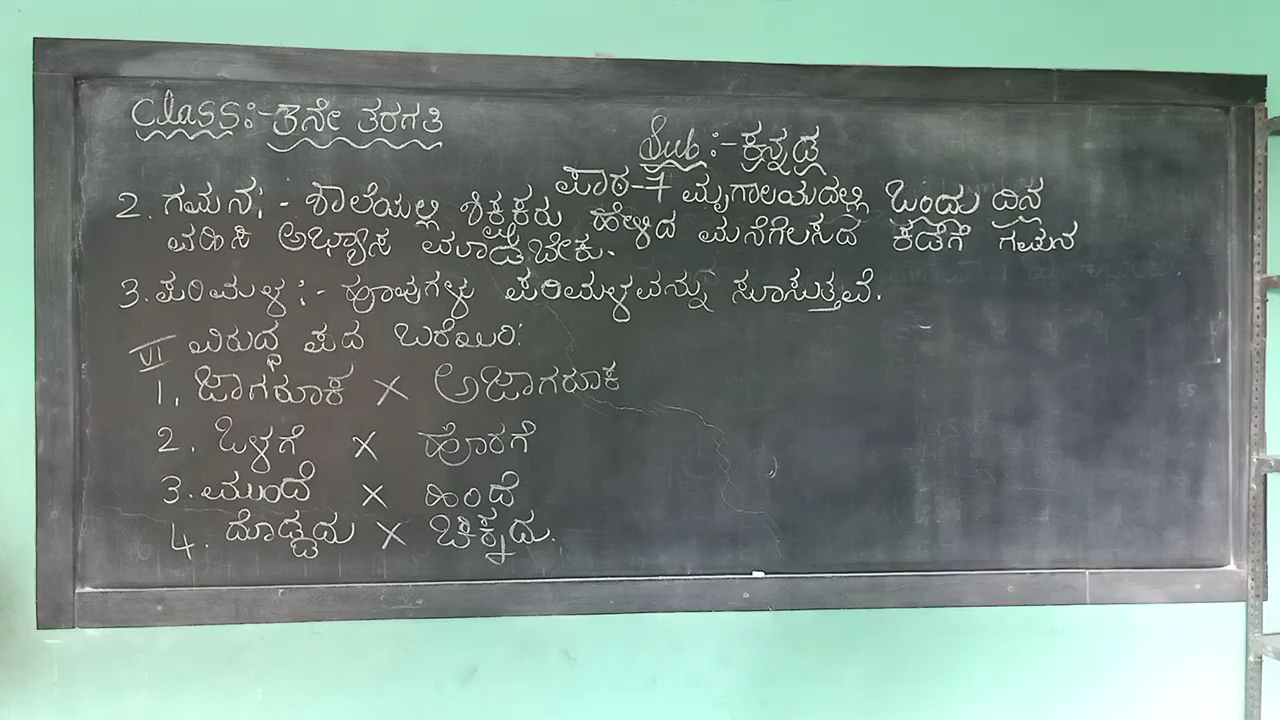 Class:-3ನೇ ತರಗತಿ
Sub:-ಕನ್ನಡ
ಪಾಠ-7 ಮೃಗಾಲಯದಲ್ಲಿ ಒಂದು ದಿನ
2. ಗಮನ:- ಶಾಲೆಯಲ್ಲಿ ಶಿಕ್ಷಕರು ಹೇಳಿದ ಮನೆಗೆಲಸದ ಕಡೆಗೆ ಗಮನ
ವಹಿಸಿ ಅಭ್ಯಾಸ ಮಾಡಬೇಕು.
3. ಪರಿಮಳ:- ಹೂವುಗಳು ಪರಿಮಳವನ್ನು ಸೂಸುತ್ತವೆ.
VI ವಿರುದ್ಧ ಪದ ಬರೆಯಿರಿ:
1. ಜಾಗರೂಕ X ಅಜಾಗರೂಕ
2. ಒಳಗೆ X ಹೊರಗೆ
3. ಮುಂದೆ X ಹಿಂದೆ
4. ದೊಡ್ಡದು X ಚಿಕ್ಕದು.